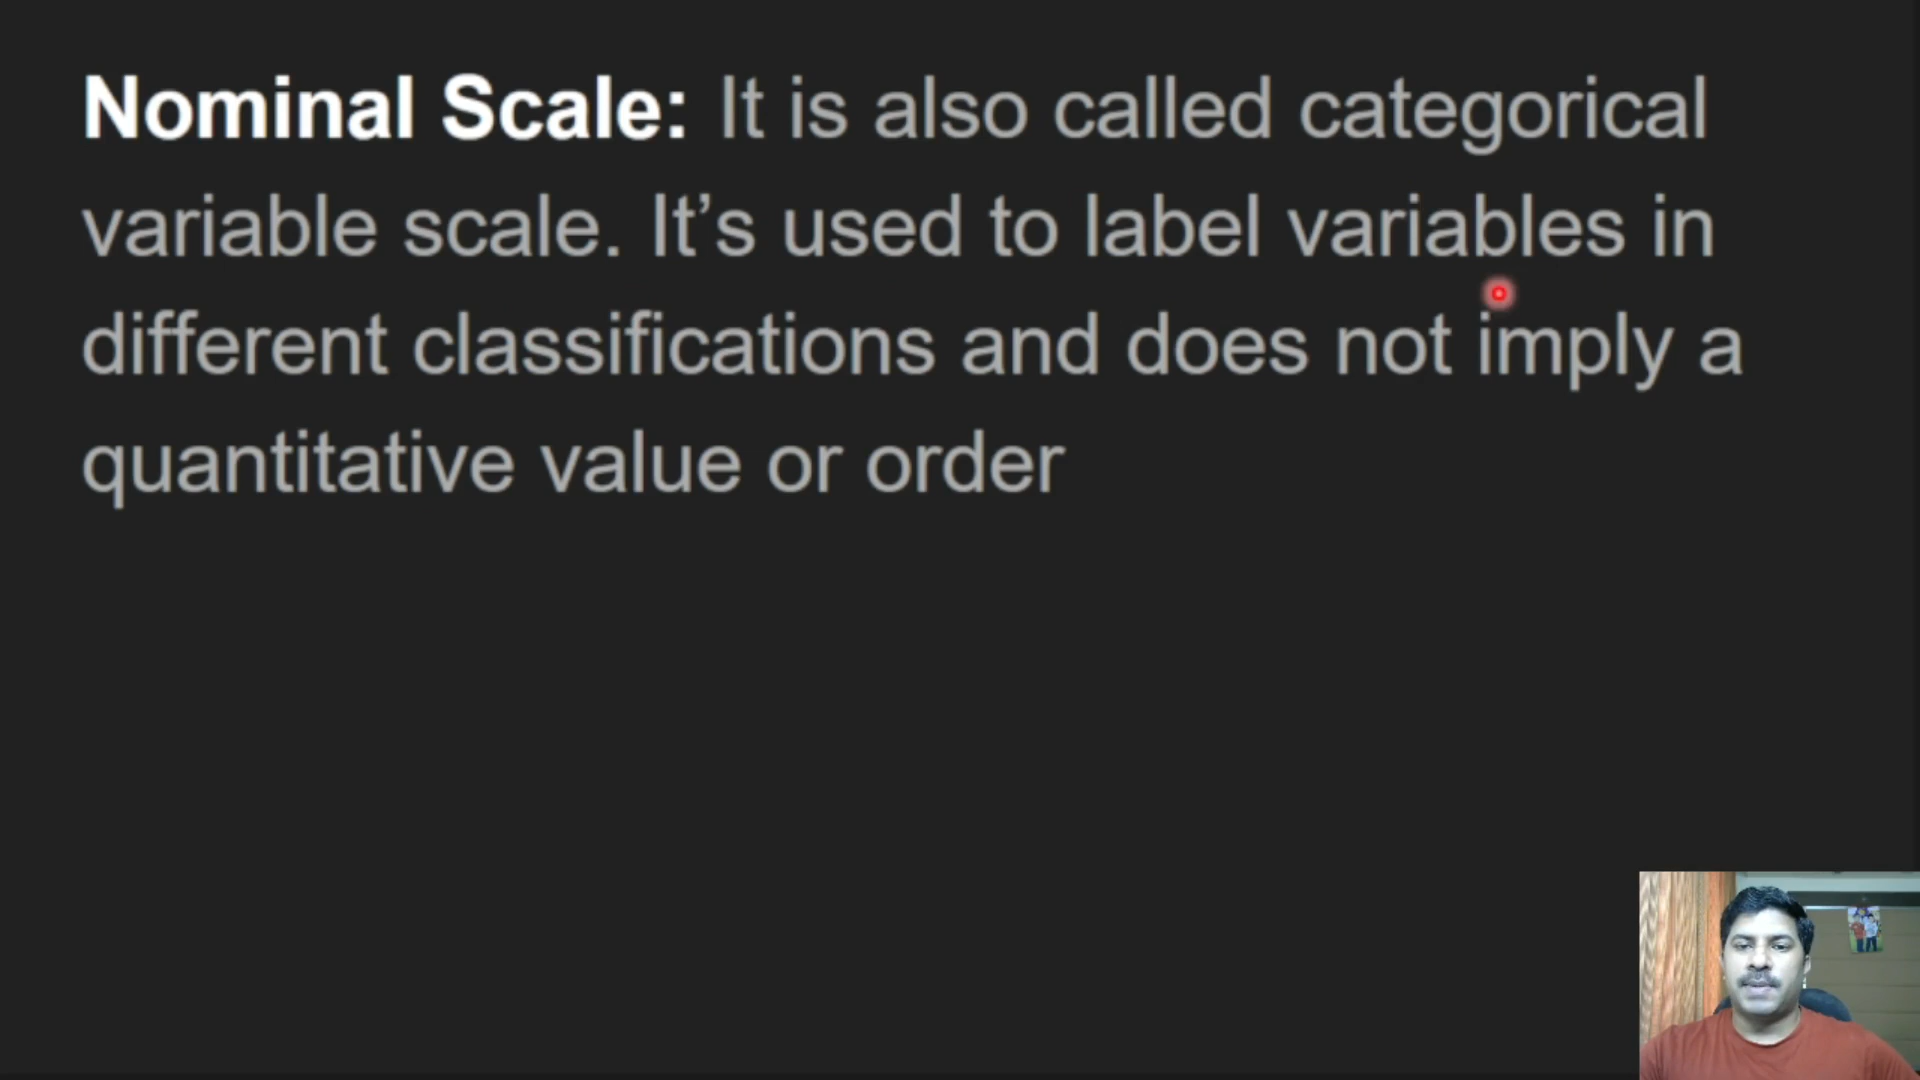 Nominal Scale: It is also called categorical
variable scale. It’s used to label variables in
different classifications and does not imply a
quantitative value or order